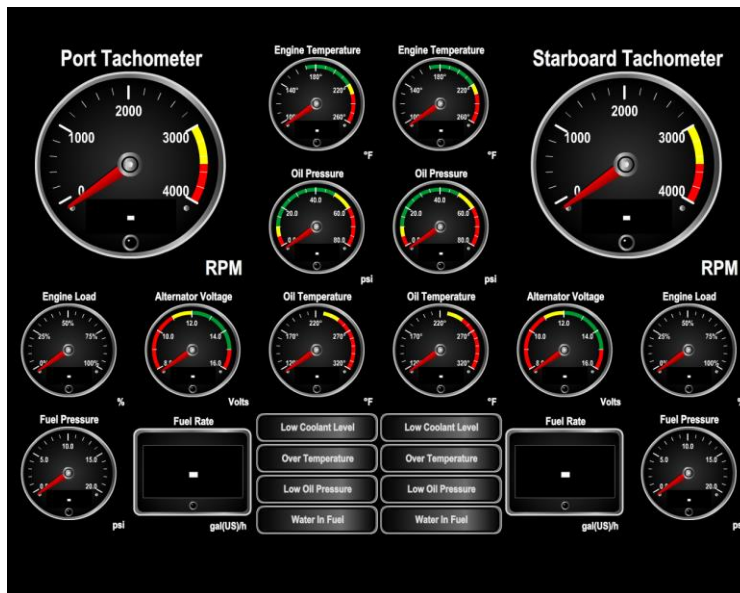 Port Tachometer
1000
2000
3000
0
4000
-
RPM
Engine Temperature
140°
180°
220°
260°
-
°F
Engine Temperature
140°
180°
220°
260°
-
°F
Starboard Tachometer
1000
2000
3000
0
4000
-
RPM
Oil Pressure
20.0
40.0
60.0
80.0
-
psi
Oil Pressure
20.0
40.0
60.0
80.0
-
psi
Engine Load
25%
50%
75%
0%
100%
-
%
Alternator Voltage
10.0
12.0
14.0
16.0
-
Volts
Oil Temperature
170°
220°
270°
320°
-
°F
Oil Temperature
170°
220°
270°
320°
-
°F
Alternator Voltage
10.0
12.0
14.0
16.0
-
Volts
Engine Load
25%
50%
75%
0%
100%
-
Fuel Pressure
5.0
10.0
15.0
20.0
-
psi
Fuel Rate
-
gal(US)/h
Low Coolant Level
Low Coolant Level
Over Temperature
Over Temperature
Low Oil Pressure
Low Oil Pressure
Water In Fuel
Water In Fuel
Fuel Rate
-
gal(US)/h
Fuel Pressure
5.0
10.0
15.0
20.0
-